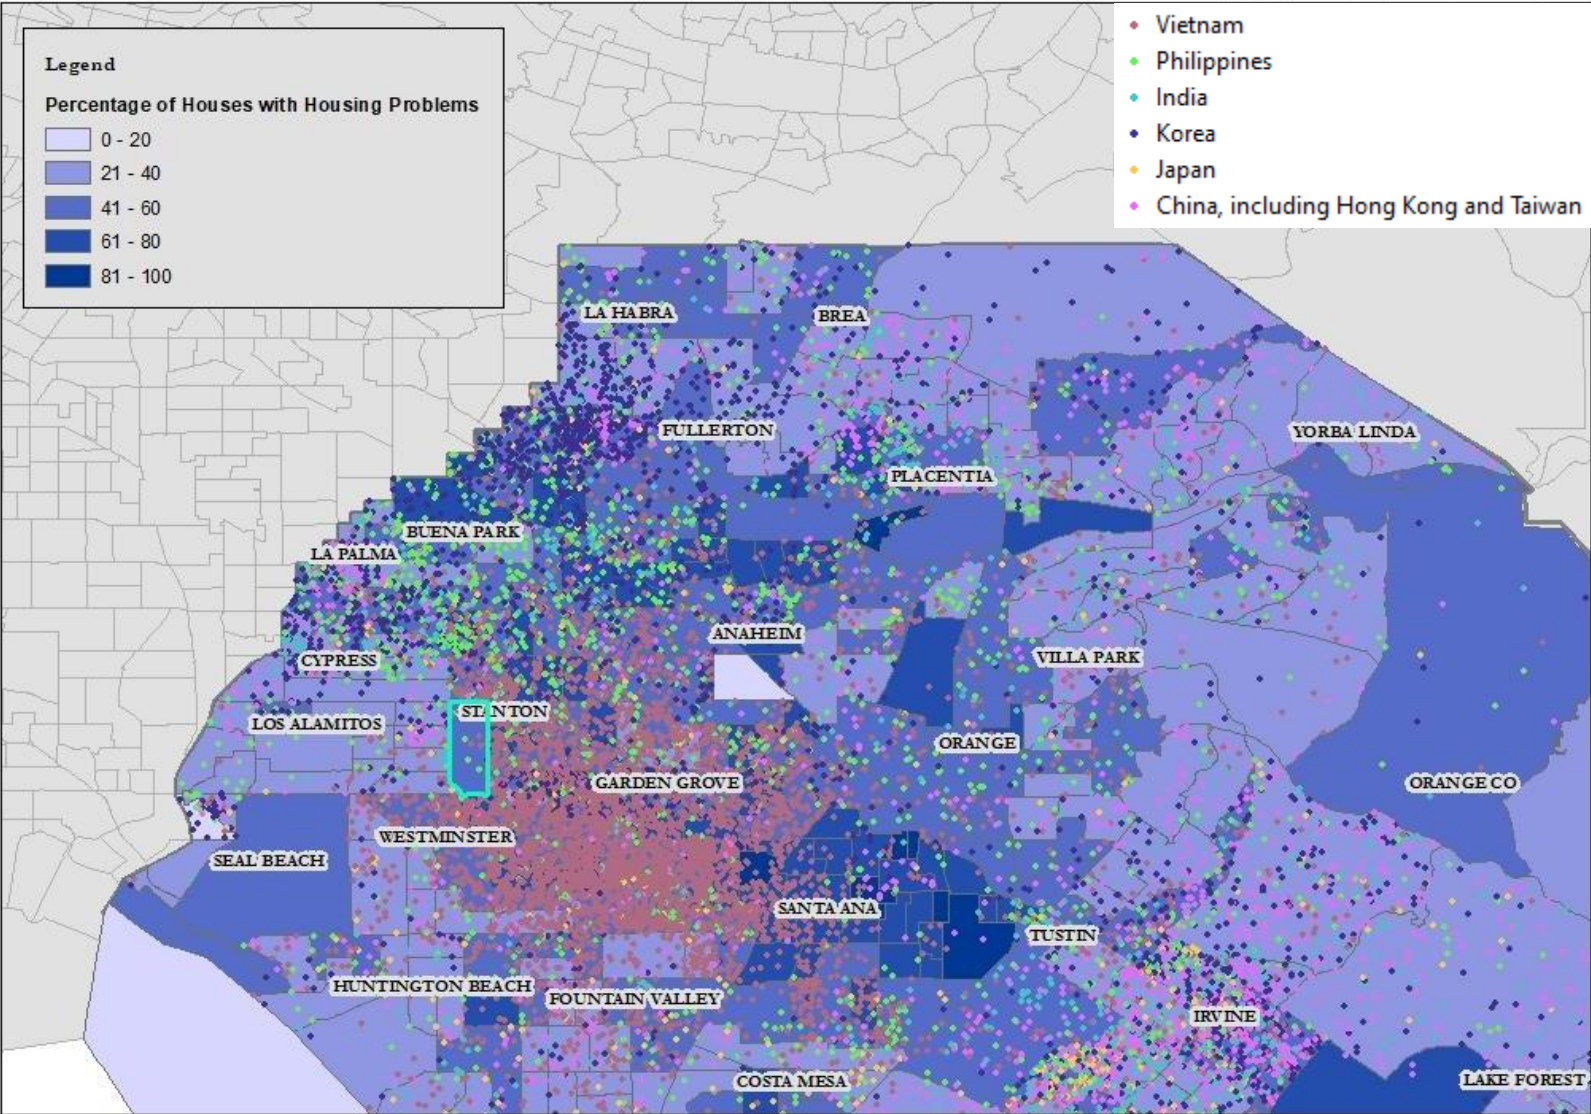 Legend
Percentage of Houses with Housing Problems
0 - 20
21 - 40
41 - 60
61 - 80
81 - 100
Vietnam
Philippines
India
Korea
Japan
China, including Hong Kong and Taiwan
LA HABRA
BREA
FULLERTON
YORBA LINDA
PLACENTIA
BUENA PARK
LA PALMA
ANAHEIM
CYPRESS
VILLA PARK
STANTON
LOS ALAMITOS
ORANGE
GARDEN GROVE
ORANGE CO
WESTMINSTER
SEAL BEACH
SANTA ANA
TUSTIN
HUNTINGTON BEACH
FOUNTAIN VALLEY
IRVINE
COSTA MESA
LAKE FOREST